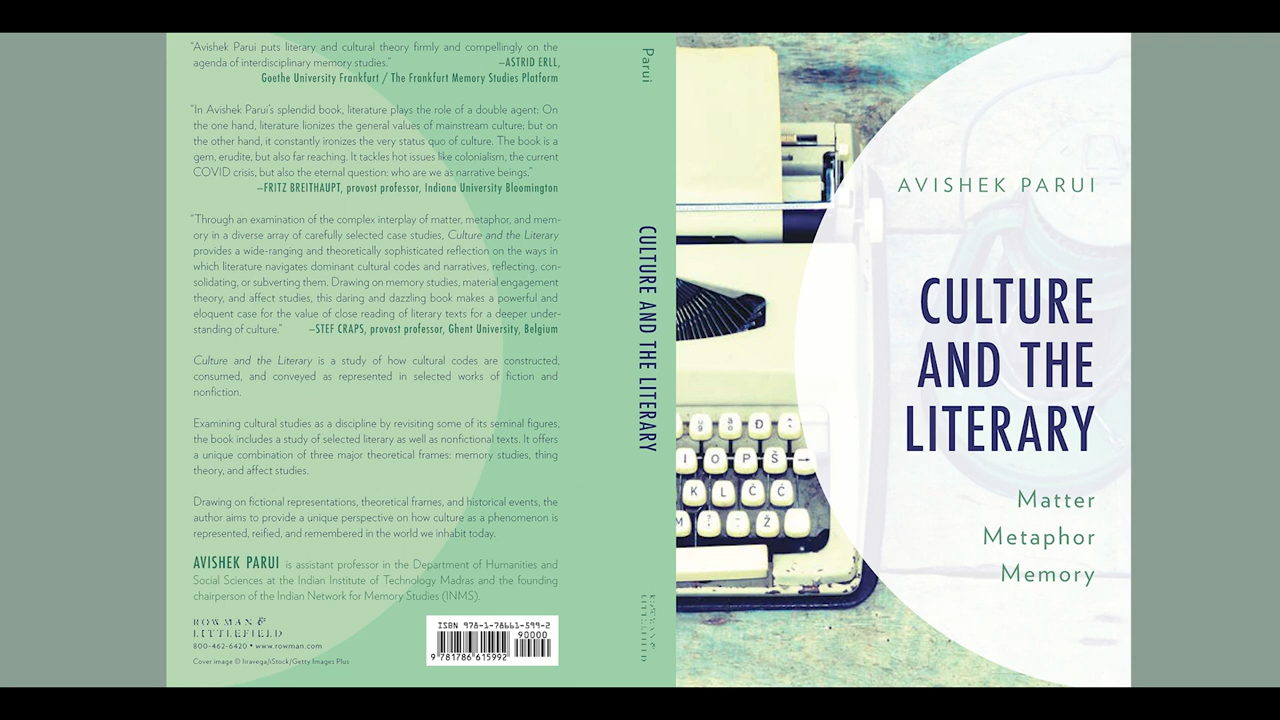 "Avishek Parui puts literary and cultural theory firmly and compellingly on the
agenda of interdisciplinary memory studies." —ASTRID ERLL,
Goethe University Frankfurt / The Frankfurt Memory Studies Platform
"In Avishek Parui's splendid book, literature plays the role of a double agent: On
the one hand, literature lionizes the general values of mainstream culture; but on
the other hand, it constantly ironizes the very status quo of culture. The book is a
gem, erudite, but also far reaching. It tackles hot issues like colonialism, the current
COVID crisis, but also the eternal question: who are we as narrative beings."
—FRITZ BREITHAUPT, provost professor, Indiana University Bloomington
"Through an examination of the complex interplay of matter, metaphor, and mem-
ory in a diverse array of carefully selected case studies, Culture and the Literary
provides a wide-ranging and theoretically sophisticated reflection on the ways in
which literature navigates dominant cultural codes and narratives, reflecting, con-
solidating, or subverting them. Drawing on memory studies, material engagement
theory, and affect studies, this daring and dazzling book makes a powerful and
eloquent case for the value of close reading of literary texts for a deeper under-
standing of culture." —STEF CRAPS, provost professor, Ghent University, Belgium
Culture and the Literary is a study of how cultural codes are constructed,
consumed, and conveyed as represented in selected works of fiction and
nonfiction.
Examining cultural studies as a discipline by revisiting some of its seminal figures,
the book includes a study of selected literary as well as nonfictional texts. It offers
a unique combination of three major theoretical frames: memory studies, thing
theory, and affect studies.
Drawing on fictional representations, theoretical frames, and historical events, the
author aims to provide a unique perspective on how culture as a phenomenon is
represented, reified, and remembered in the world we inhabit today.
AVISHEK PARUI is assistant professor in the Department of Humanities and
Social Sciences at the Indian Institute of Technology Madras and the founding
chairperson of the Indian Network for Memory Studies (INMS).
ROWMAN &
LITTLEFIELD
800-462-6420 • www.rowman.com
Cover image © liravega/iStock/Getty Images Plus
ISBN 978-1-78661-599-2
90000
9 781786 615992
Parui
CULTURE AND THE LITERARY
ROWMAN &
LITTLEFIELD
AVISHEK PARUI
CULTURE
AND THE
LITERARY
Matter
Metaphor
Memory
I O P Š
K L Č Ć
M ! - Ž